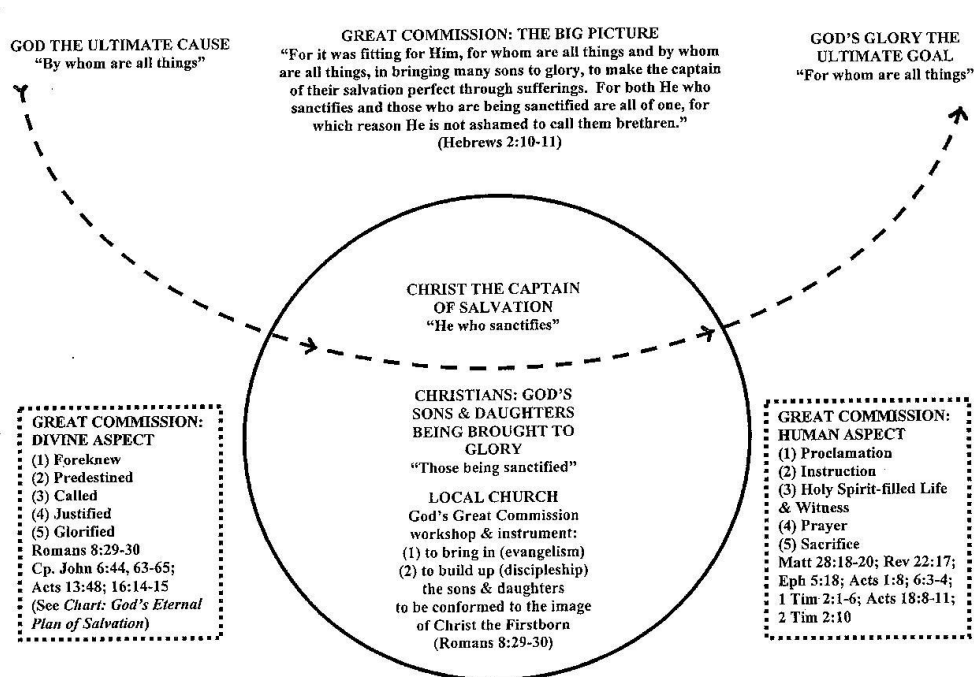 GOD THE ULTIMATE CAUSE
“By whom are all things”
GREAT COMMISSION: THE BIG PICTURE
“For it was fitting for Him, for whom are all things and by whom
are all things, in bringing many sons to glory, to make the captain
of their salvation perfect through sufferings. For both He who
sanctifies and those who are being sanctified are all of one, for
which reason He is not ashamed to call them brethren.”
(Hebrews 2:10-11)
GOD’S GLORY THE
ULTIMATE GOAL
“For whom are all things”
CHRIST THE CAPTAIN
OF SALVATION
“He who sanctifies”
CHRISTIANS: GOD’S
SONS & DAUGHTERS
BEING BROUGHT TO
GLORY
“Those being sanctified”
LOCAL CHURCH
God’s Great Commission
workshop & instrument:
(1) to bring in (evangelism)
(2) to build up (discipleship)
the sons & daughters
to be conformed to the image
of Christ the Firstborn
(Romans 8:29-30)
GREAT COMMISSION:
DIVINE ASPECT
(1) Foreknew
(2) Predestined
(3) Called
(4) Justified
(5) Glorified
Romans 8:29-30
Cp. John 6:44, 63-65;
Acts 13:48; 16:14-15
(See Chart: God’s Eternal
Plan of Salvation)
GREAT COMMISSION:
HUMAN ASPECT
(1) Proclamation
(2) Instruction
(3) Holy Spirit-filled Life
& Witness
(4) Prayer
(5) Sacrifice
Matt 28:18-20; Rev 22:17;
Eph 5:18; Acts 1:8; 6:3-4;
1 Tim 2:1-6; Acts 18:8-11;
2 Tim 2:10